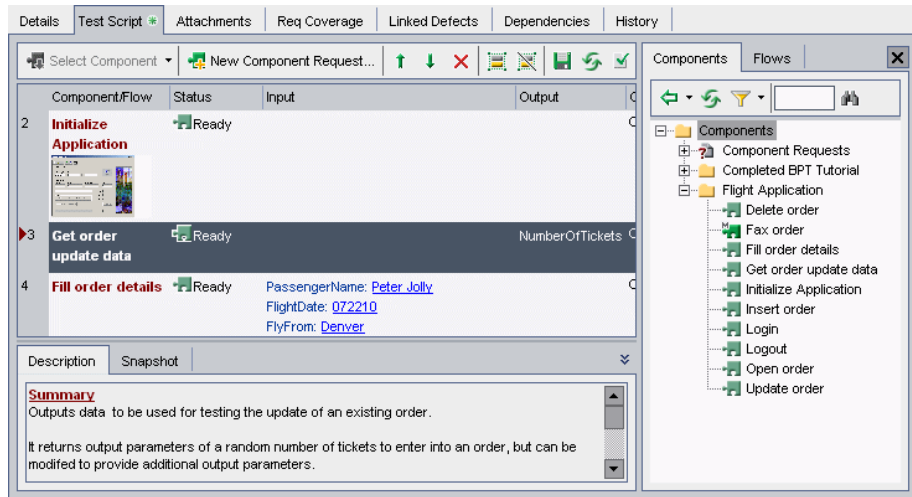 Details Test Script * Attachments Req Coverage Linked Defects Dependencies History
Select Component New Component Request...
Component/Flow Status Input Output
2 Initialize Application Ready
3 Get order update data Ready NumberOfTickets
4 Fill order details Ready PassengerName: Peter Jolly
FlightDate: 072210
FlyFrom: Denver
Description Snapshot
Summary
Outputs data to be used for testing the update of an existing order.
It returns output parameters of a random number of tickets to enter into an order, but can be
modifed to provide additional output parameters.
Components Flows
Components
Component Requests
Completed BPT Tutorial
Flight Application
Delete order
Fax order
Fill order details
Get order update data
Initialize Application
Insert order
Login
Logout
Open order
Update order